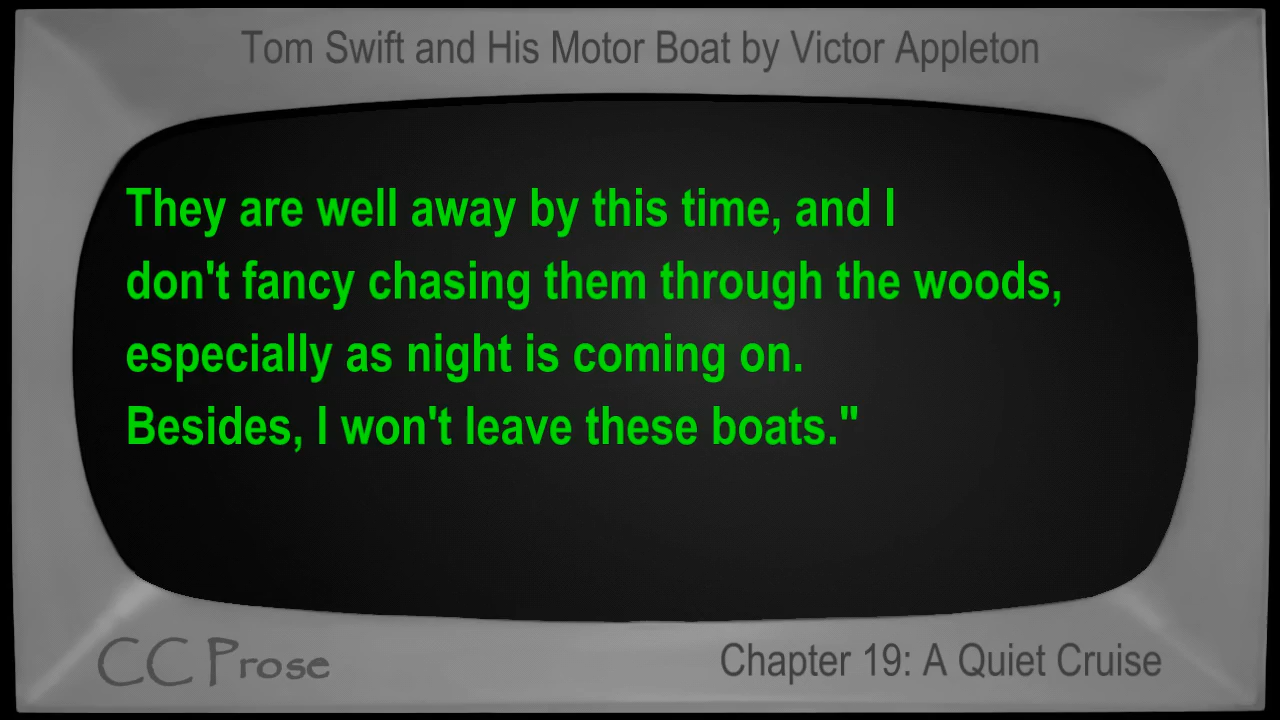 Tom Swift and His Motor Boat by Victor Appleton
They are well away by this time, and I
don't fancy chasing them through the woods,
especially as night is coming on.
Besides, I won't leave these boats."
CC Prose
Chapter 19: A Quiet Cruise